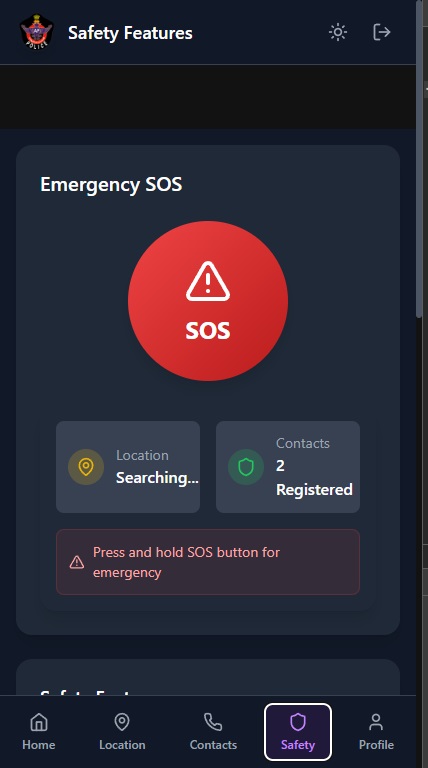 POLICE
Safety Features
Emergency SOS
SOS
Location
Searching...
Contacts
2
Registered
Press and hold SOS button for
emergency
Home
Location
Contacts
Safety
Profile